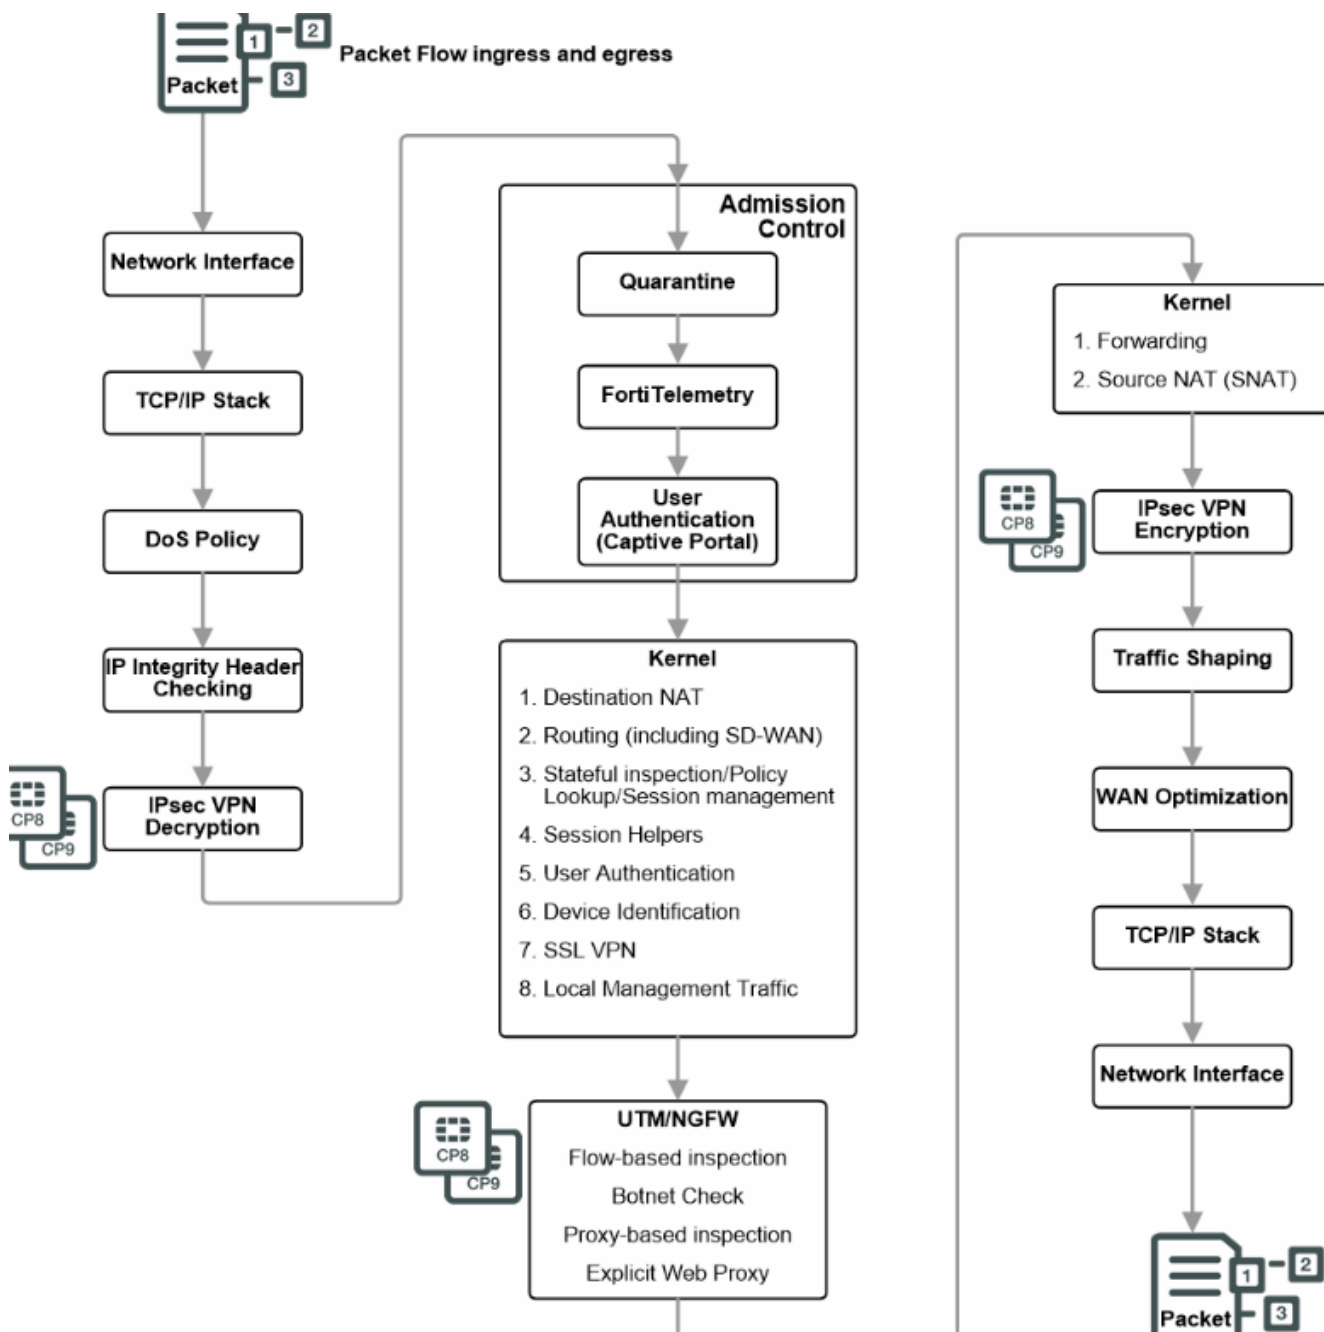 1
2
3
Packet
Packet Flow ingress and egress
Network Interface
TCP/IP Stack
DoS Policy
IP Integrity Header
Checking
CP8
CP9
IPsec VPN
Decryption
Admission
Control
Quarantine
FortiTelemetry
User
Authentication
(Captive Portal)
Kernel
1. Destination NAT
2. Routing (including SD-WAN)
3. Stateful inspection/Policy
Lookup/Session management
4. Session Helpers
5. User Authentication
6. Device Identification
7. SSL VPN
8. Local Management Traffic
CP8
CP9
UTM/NGFW
Flow-based inspection
Botnet Check
Proxy-based inspection
Explicit Web Proxy
Kernel
1. Forwarding
2. Source NAT (SNAT)
CP8
CP9
IPsec VPN
Encryption
Traffic Shaping
WAN Optimization
TCP/IP Stack
Network Interface
1
2
3
Packet